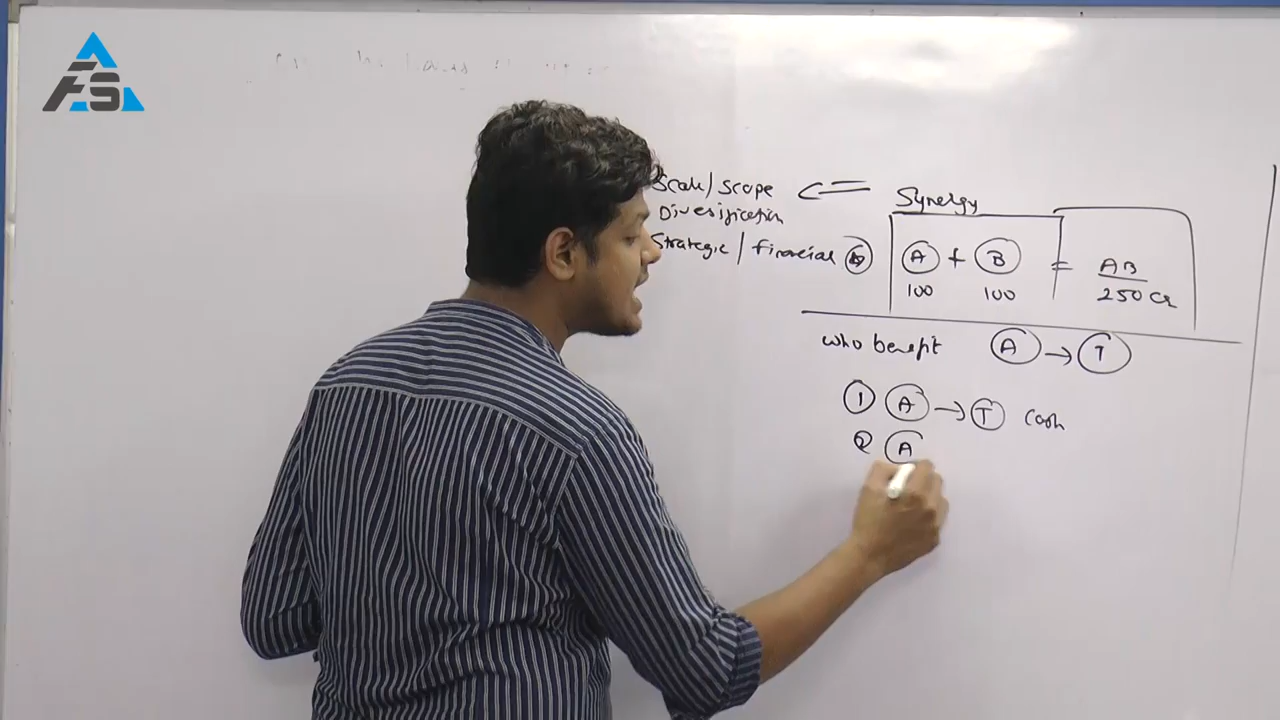 FS
Scale/Scope <= Synergy
Diversification
Strategic/Financial
A + B = AB
100 100 250 Cr
who benefit A → T
1 A → T Cash
2 A